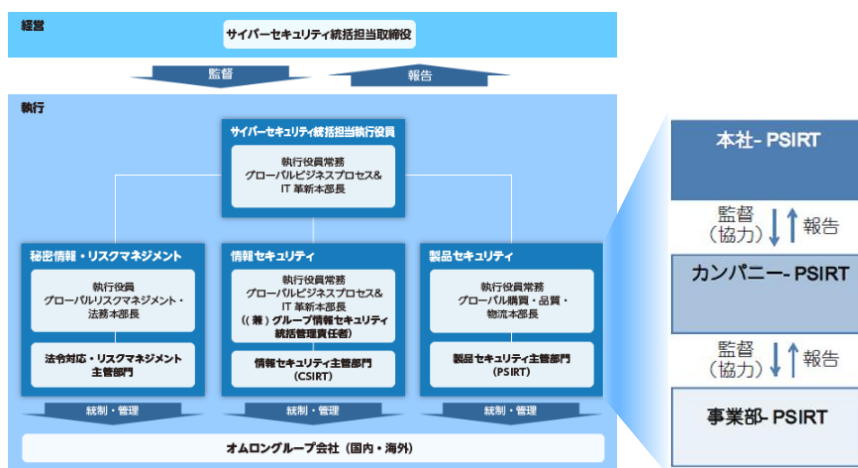 経営
サイバーセキュリティ統括担当取締役
監督
報告
執行
サイバーセキュリティ統括担当執行役員
執行役員常務
グローバルビジネスプロセス&
IT 革新本部長
秘密情報・リスクマネジメント
執行役員
グローバルリスクマネジメント・
法務本部長
法令対応・リスクマネジメント
主管部門
統制・管理
情報セキュリティ
執行役員常務
グローバルビジネスプロセス&
IT 革新本部長
((兼) グループ情報セキュリティ
統括管理責任者)
情報セキュリティ主管部門
(CSIRT)
統制・管理
製品セキュリティ
執行役員常務
グローバル購買・品質・
物流本部長
製品セキュリティ主管部門
(PSIRT)
統制・管理
オムロングループ会社 (国内・海外)
本社- PSIRT
監督
(協力)
報告
カンパニー- PSIRT
監督
(協力)
報告
事業部- PSIRT